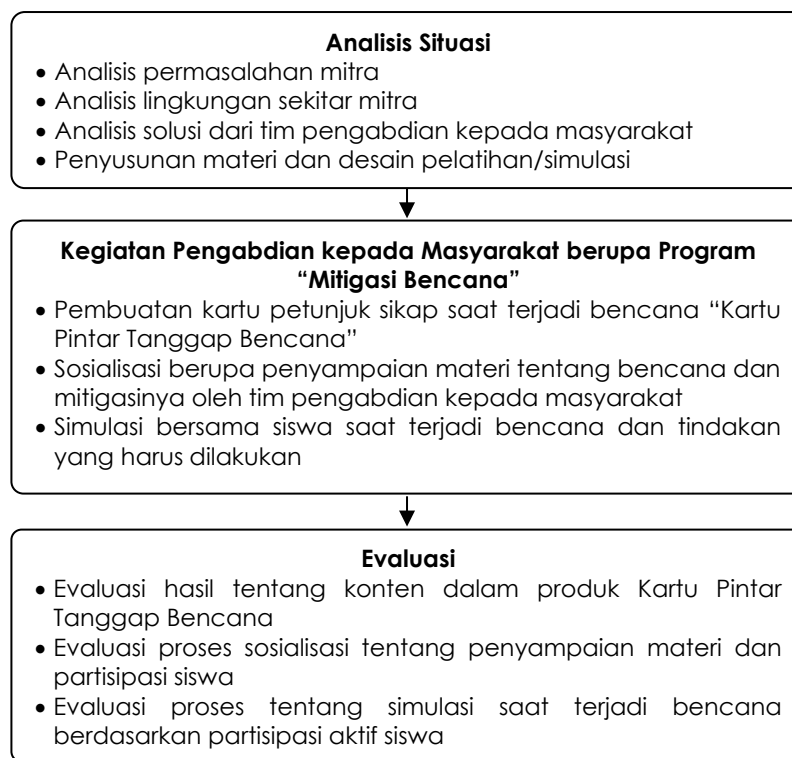 Analisis Situasi
• Analisis permasalahan mitra
• Analisis lingkungan sekitar mitra
• Analisis solusi dari tim pengabdian kepada masyarakat
• Penyusunan materi dan desain pelatihan/simulasi
Kegiatan Pengabdian kepada Masyarakat berupa Program
“Mitigasi Bencana”
• Pembuatan kartu petunjuk sikap saat terjadi bencana “Kartu
Pintar Tanggap Bencana”
• Sosialisasi berupa penyampaian materi tentang bencana dan
mitigasinya oleh tim pengabdian kepada masyarakat
• Simulasi bersama siswa saat terjadi bencana dan tindakan
yang harus dilakukan
Evaluasi
• Evaluasi hasil tentang konten dalam produk Kartu Pintar
Tanggap Bencana
• Evaluasi proses sosialisasi tentang penyampaian materi dan
partisipasi siswa
• Evaluasi proses tentang simulasi saat terjadi bencana
berdasarkan partisipasi aktif siswa